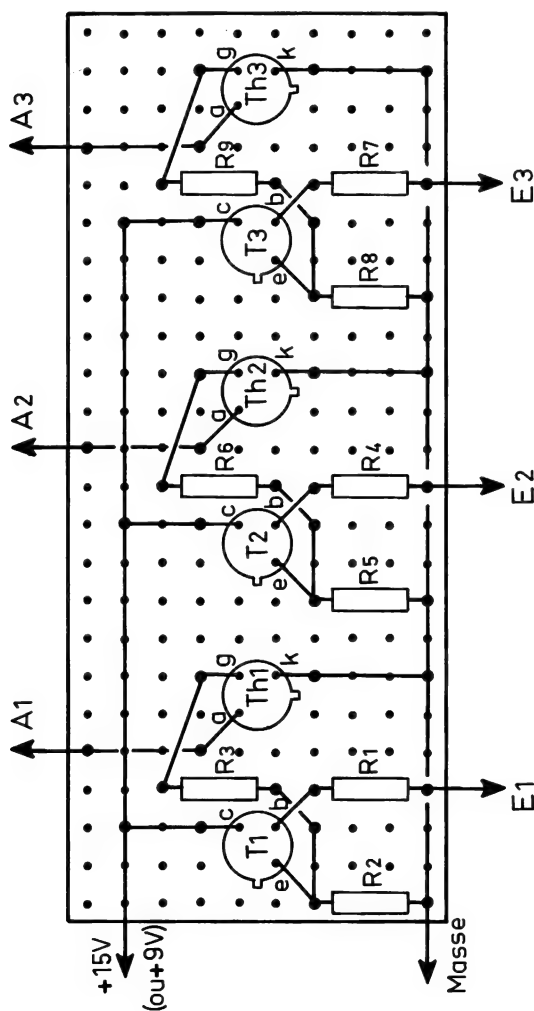 A1
A2
A3
+15V
(ou+9V)
g
a
Th1
k
R3
c
b
T1
e
R1
R2
g
a
Th2
k
R6
c
b
T2
e
R4
R5
g
a
Th3
k
R9
c
b
T3
e
R7
R8
Masse
E1
E2
E3